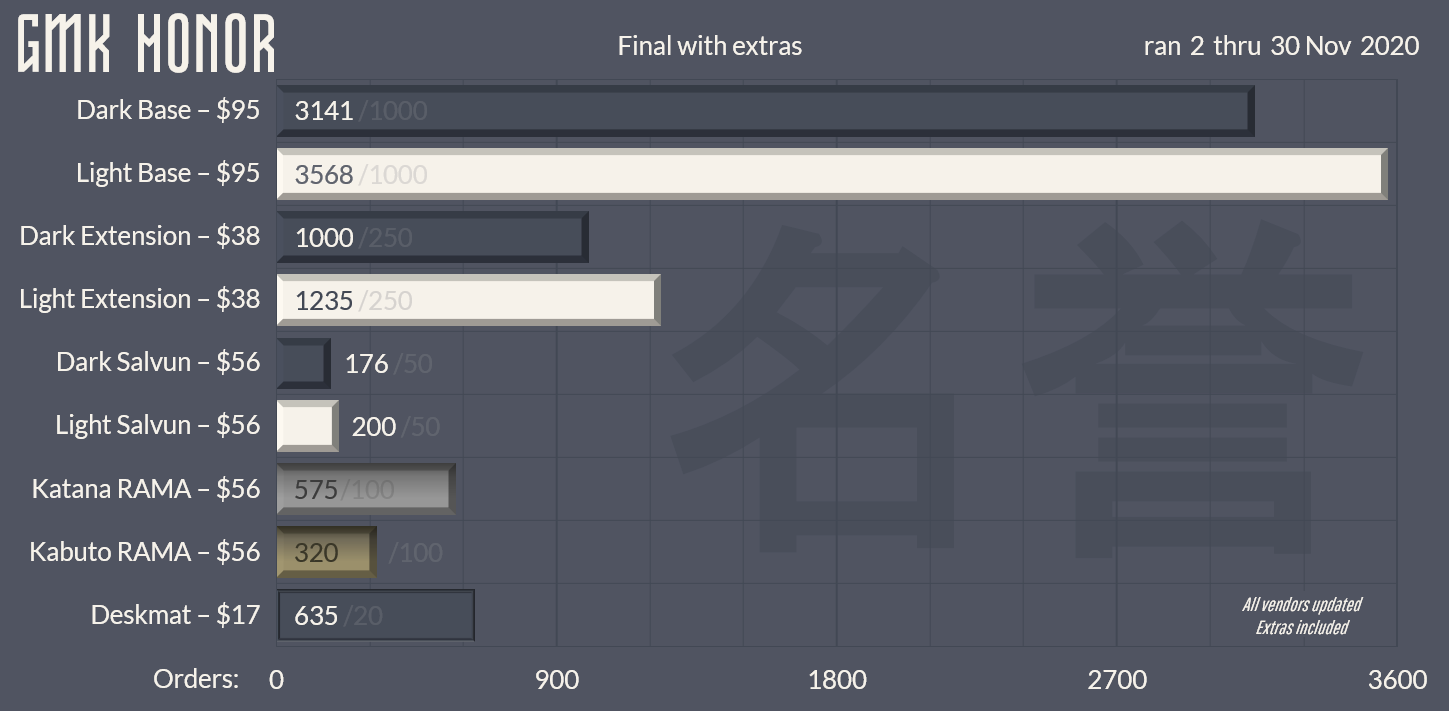 GMK HONOR
Final with extras
ran 2 thru 30 Nov 2020
Dark Base – $95 3141 /1000
Light Base – $95 3568 /1000
Dark Extension – $38 1000 /250
Light Extension – $38 1235 /250
Dark Salvun – $56 176 /50
Light Salvun – $56 200 /50
Katana RAMA – $56 575 /100
Kabuto RAMA – $56 320 /100
Deskmat – $17 635 /20
名誉
All vendors updated
Extras included
Orders: 0 900 1800 2700 3600